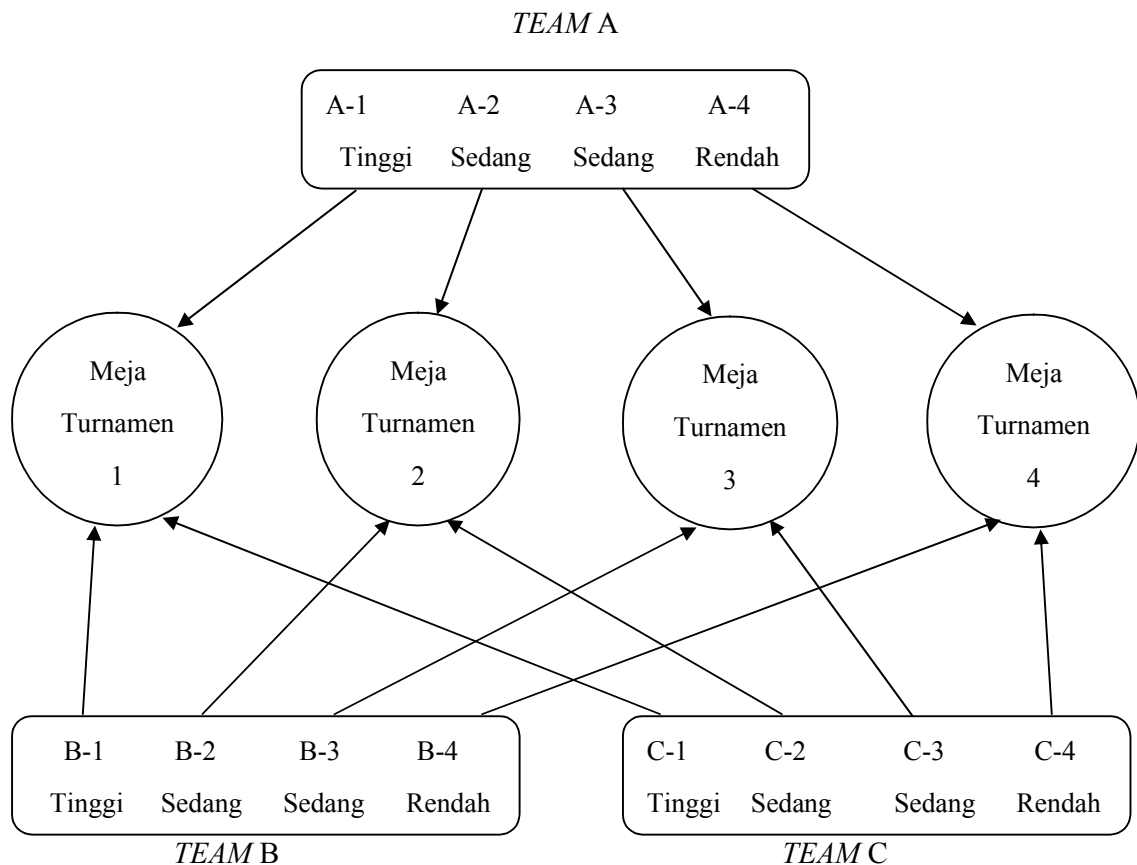 TEAM A
A-1 A-2 A-3 A-4
Tinggi Sedang Sedang Rendah
Meja Turnamen 1
Meja Turnamen 2
Meja Turnamen 3
Meja Turnamen 4
B-1 B-2 B-3 B-4
Tinggi Sedang Sedang Rendah
TEAM B
C-1 C-2 C-3 C-4
Tinggi Sedang Sedang Rendah
TEAM C